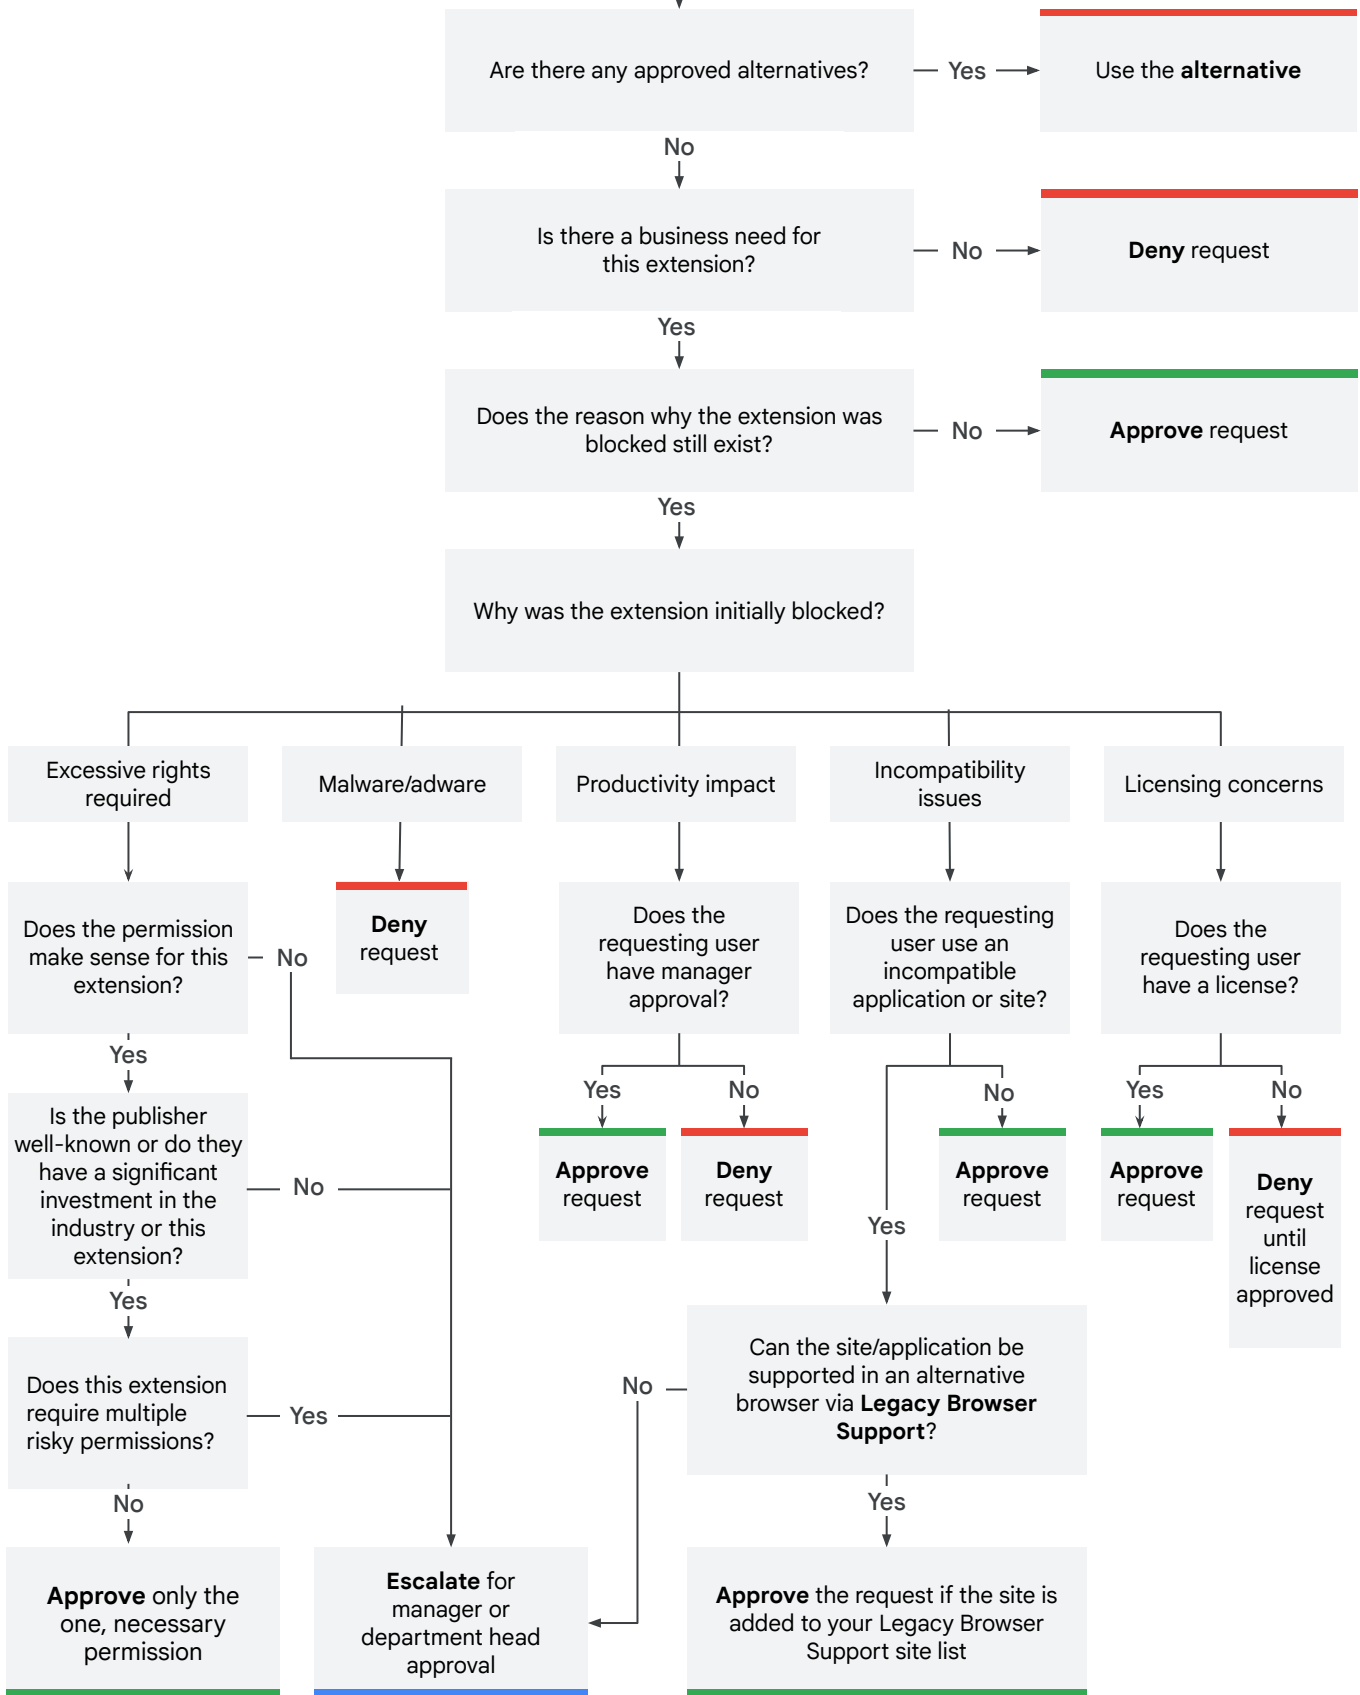 Are there any approved alternatives?
Yes
Use the alternative
No
Is there a business need for
this extension?
No
Deny request
Yes
Does the reason why the extension was
blocked still exist?
No
Approve request
Yes
Why was the extension initially blocked?
Excessive rights
required
Malware/adware
Productivity impact
Incompatibility
issues
Licensing concerns
Does the permission
make sense for this
extension?
No
Deny
request
Does the
requesting user
have manager
approval?
Does the requesting
user use an
incompatible
application or site?
Does the
requesting user
have a license?
Yes
Yes
No
No
Yes
No
Is the publisher
well-known or do they
have a significant
investment in the
industry or this
extension?
No
Approve
request
Deny
request
Approve
request
Approve
request
Deny
request
until
license
approved
Yes
Yes
Does this extension
require multiple
risky permissions?
Yes
No
Can the site/application be
supported in an alternative
browser via Legacy Browser
Support?
No
Yes
Approve only the
one, necessary
permission
Escalate for
manager or
department head
approval
Approve the request if the site is
added to your Legacy Browser
Support site list